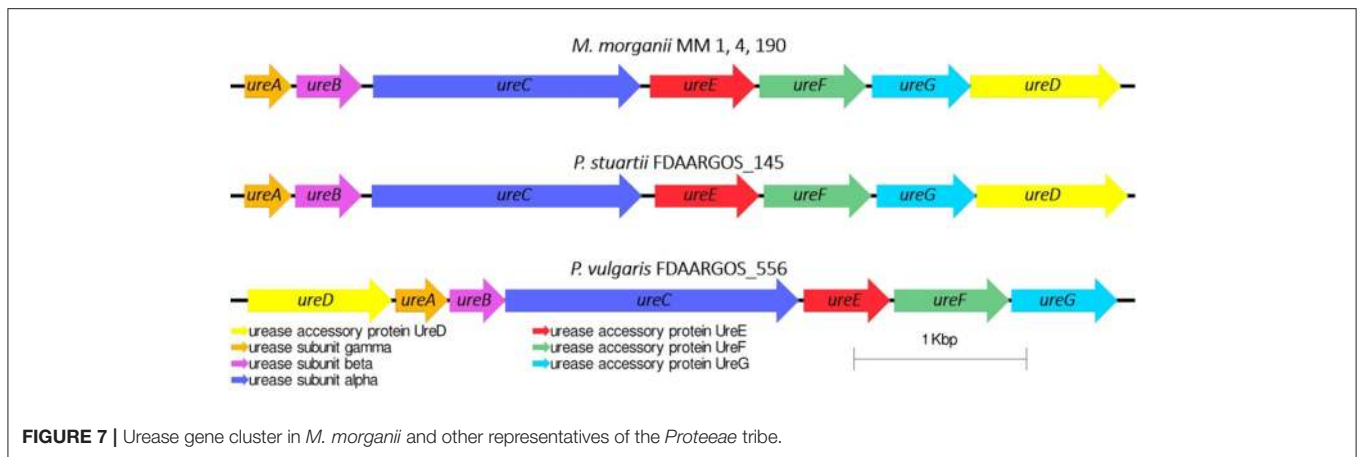 M. morganii MM 1, 4, 190
ureA ureB ureC ureE ureF ureG ureD
P. stuartii FDAARGOS_145
ureA ureB ureC ureE ureF ureG ureD
P. vulgaris FDAARGOS_556
ureD ureA ureB ureC ureE ureF ureG
urease accessory protein UreD
urease subunit gamma
urease subunit beta
urease subunit alpha
urease accessory protein UreE
urease accessory protein UreF
urease accessory protein UreG
1 Kbp
FIGURE 7 | Urease gene cluster in M. morganii and other representatives of the Proteeae tribe.